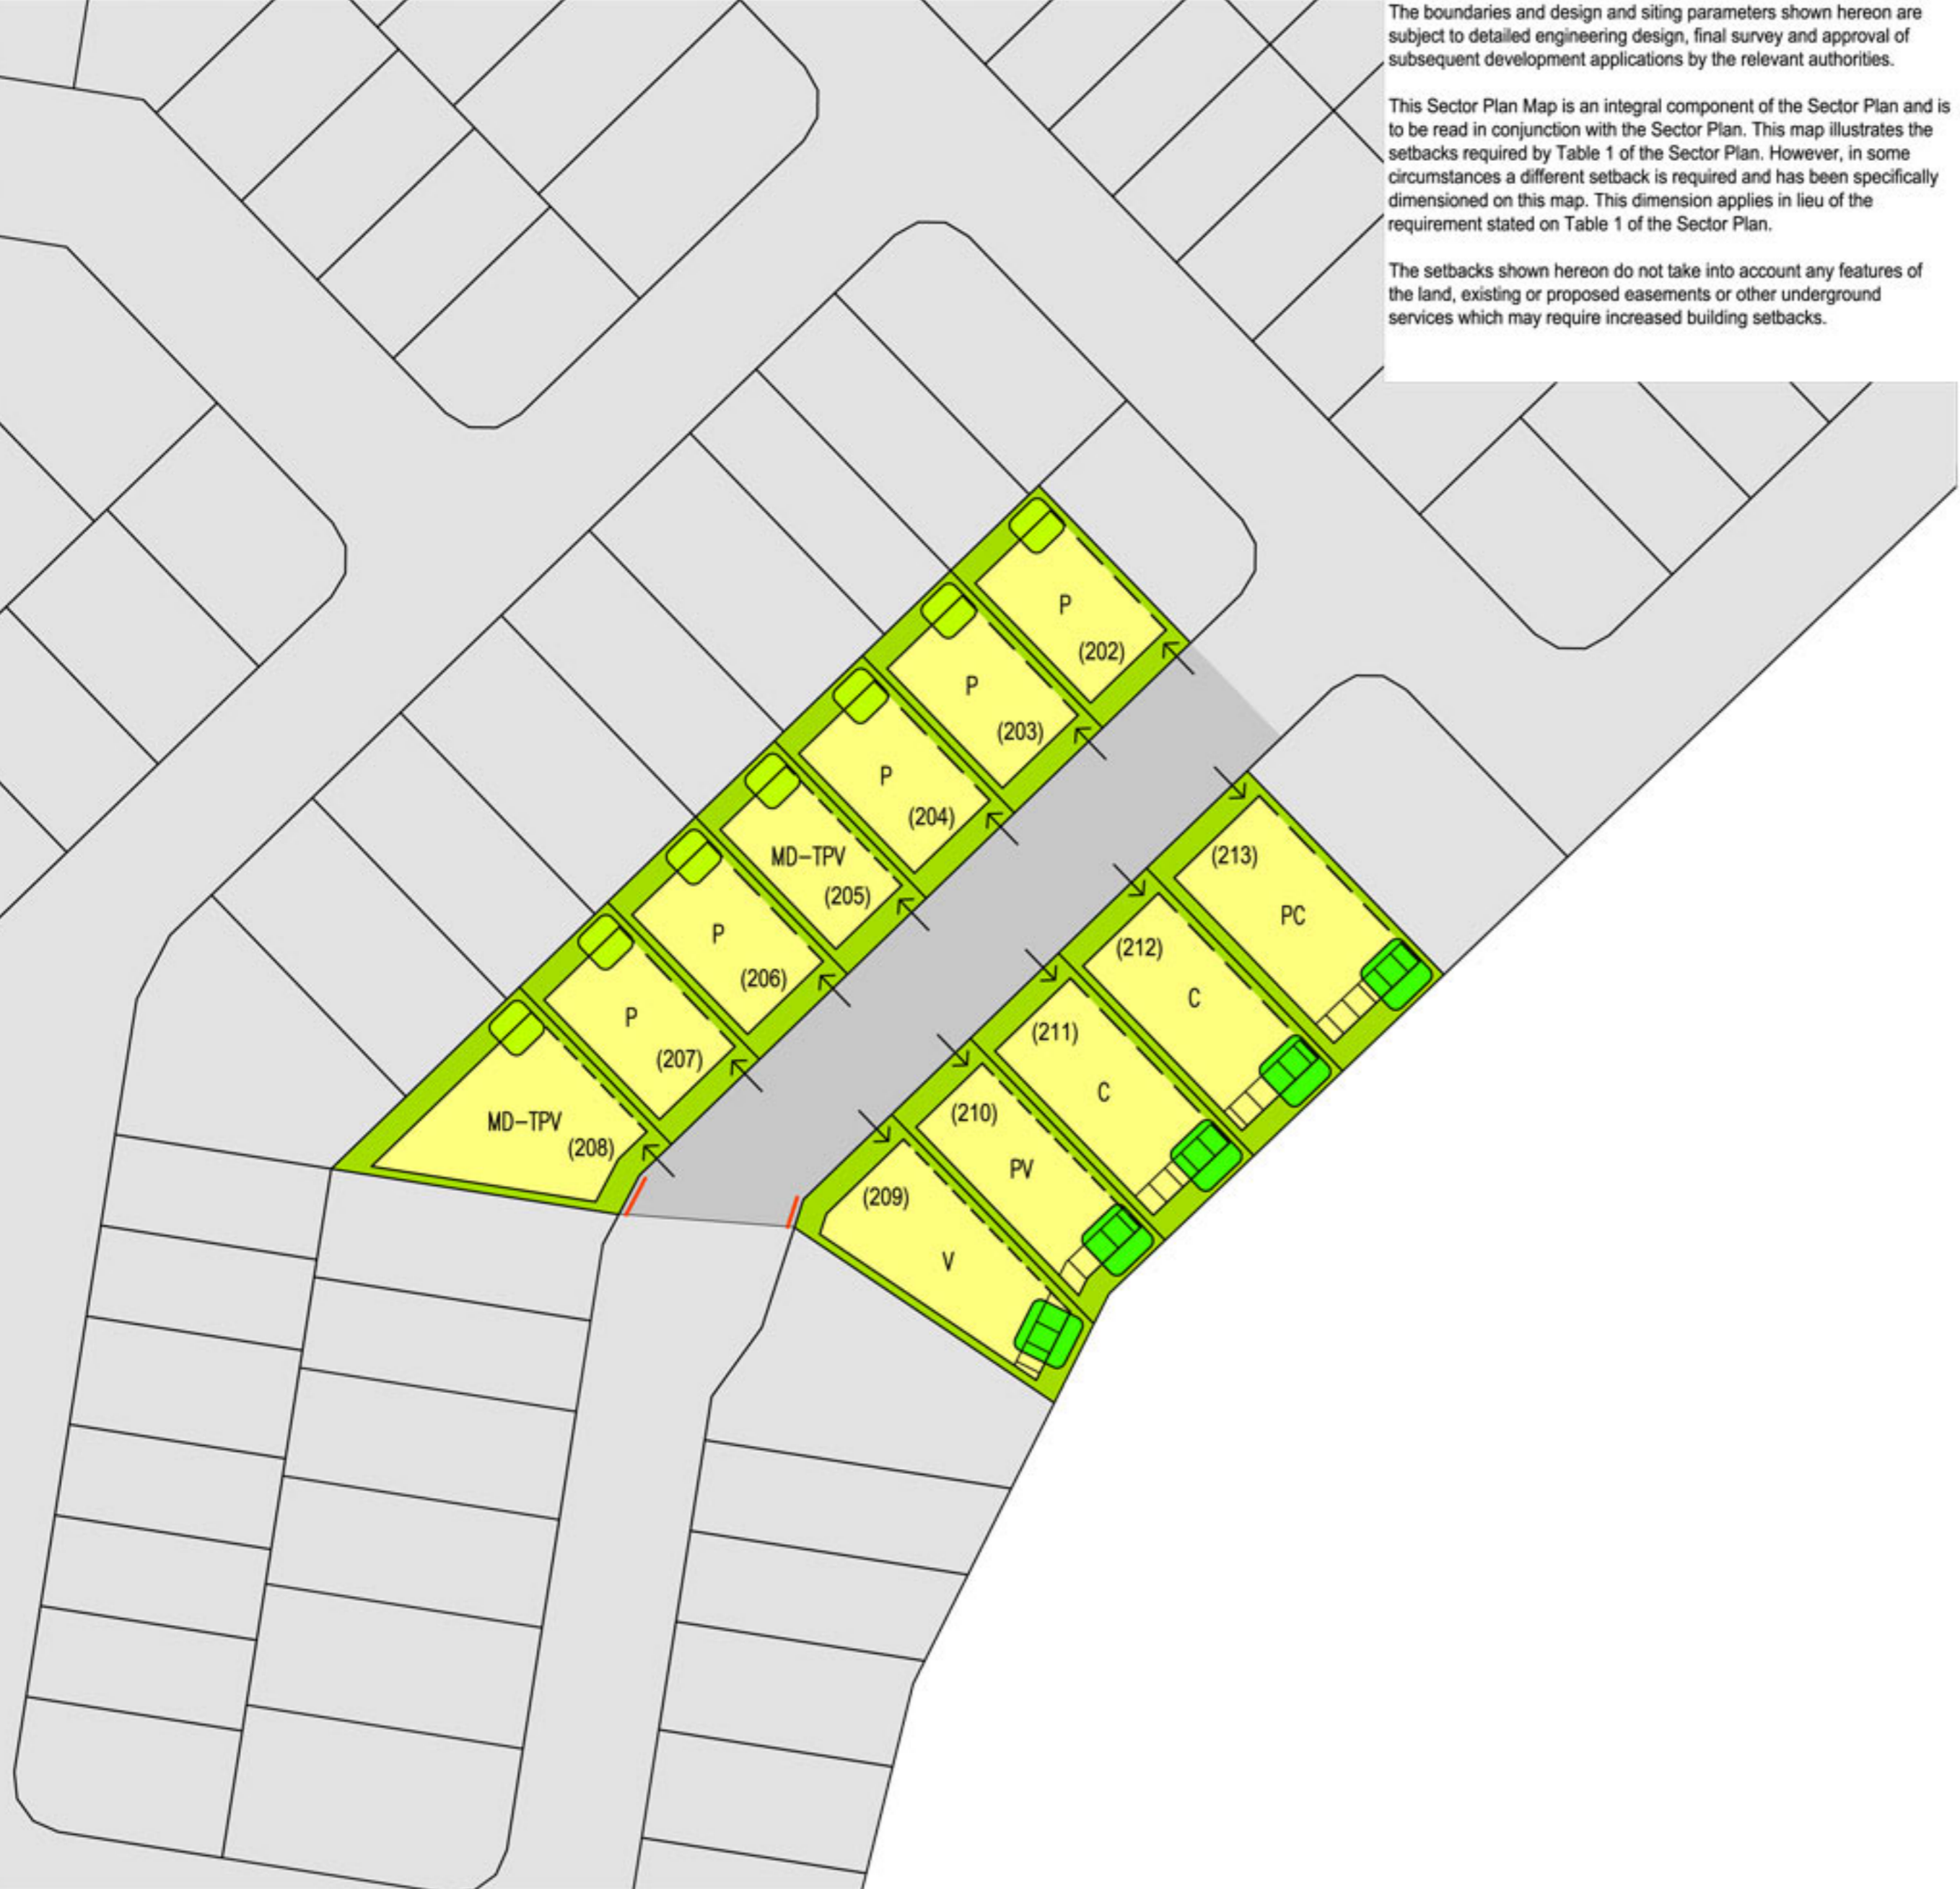 The boundaries and design and siting parameters shown hereon are
subject to detailed engineering design, final survey and approval of
subsequent development applications by the relevant authorities.
This Sector Plan Map is an integral component of the Sector Plan and is
to be read in conjunction with the Sector Plan. This map illustrates the
setbacks required by Table 1 of the Sector Plan. However, in some
circumstances a different setback is required and has been specifically
dimensioned on this map. This dimension applies in lieu of the
requirement stated on Table 1 of the Sector Plan.
The setbacks shown hereon do not take into account any features of
the land, existing or proposed easements or other underground
services which may require increased building setbacks.
P
(202)
P
(203)
P
(204)
MD-TPV
(205)
P
(206)
P
(207)
MD-TPV
(208)
(213)
PC
(212)
C
(211)
C
(210)
PV
(209)
V